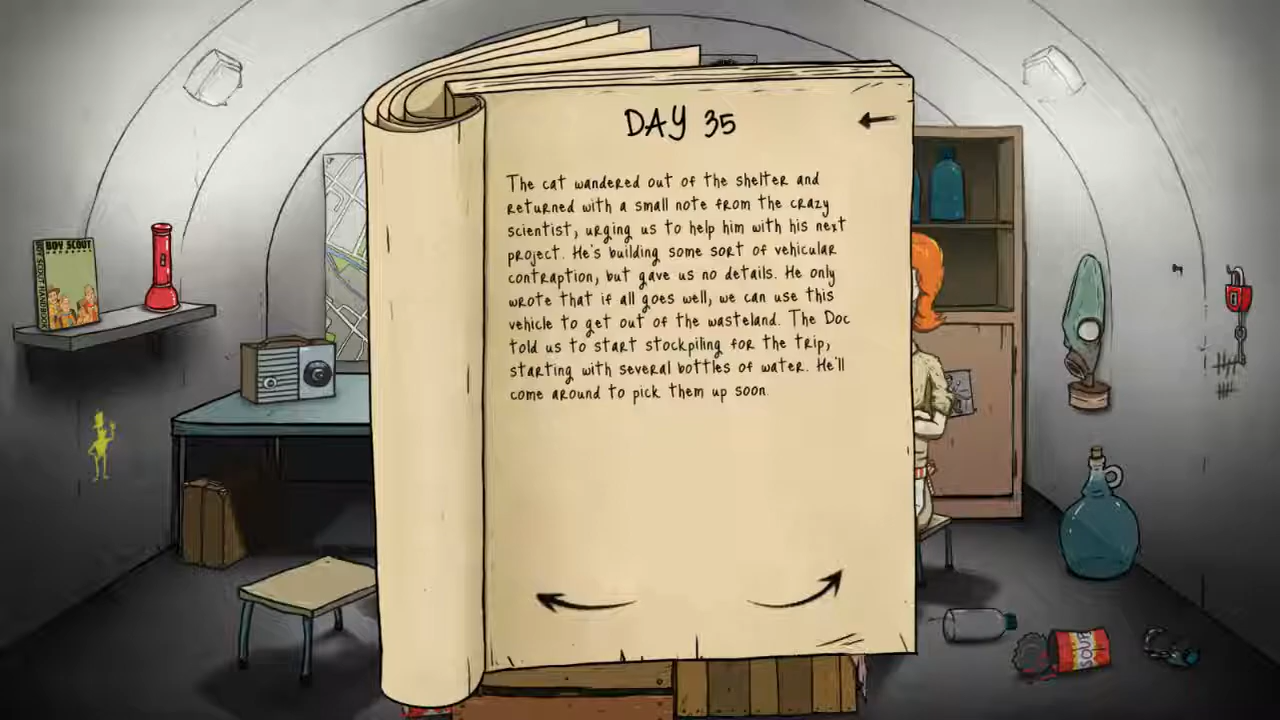 DAY 35
The cat wandered out of the shelter and
returned with a small note from the crazy
scientist, urging us to help him with his next
project. He's building some sort of vehicular
contraption, but gave us no details. He only
wrote that if all goes well, we can use this
vehicle to get out of the wasteland. The Doc
told us to start stockpiling for the trip,
starting with several bottles of water. He'll
come around to pick them up soon.
BOY SCOUT
BOY SCOUT HANDBOOK
SOUP